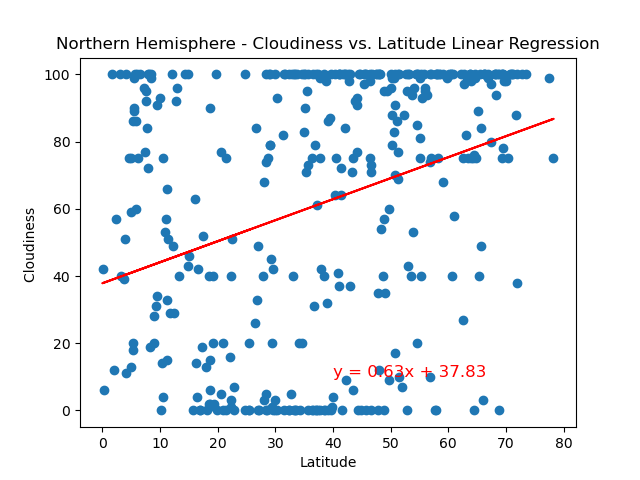 Northern Hemisphere - Cloudiness vs. Latitude Linear Regression
100
80
60
40
20
0
Cloudiness
y = 0.63x + 37.83
0 10 20 30 40 50 60 70 80
Latitude